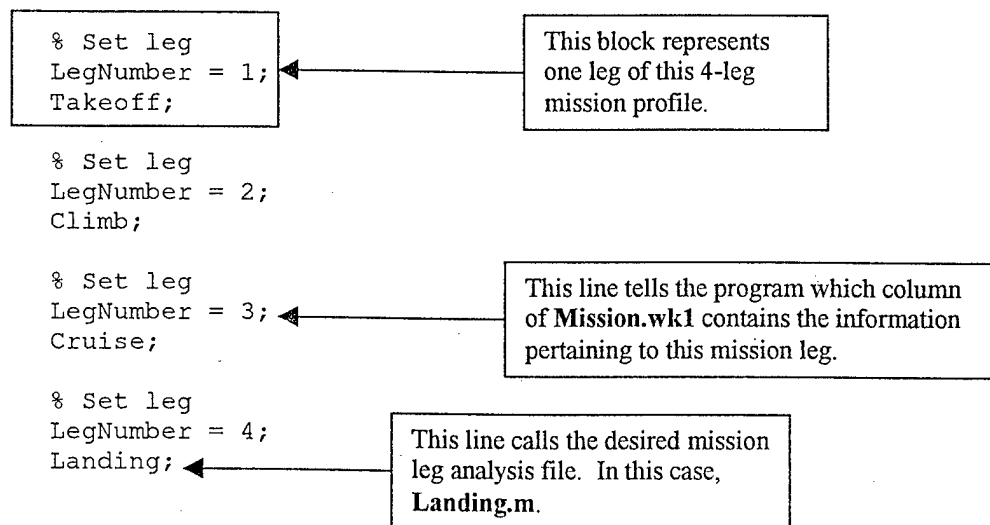 % Set leg
LegNumber = 1;
Takeoff;
This block represents
one leg of this 4-leg
mission profile.
% Set leg
LegNumber = 2;
Climb;
% Set leg
LegNumber = 3;
Cruise;
This line tells the program which column
of Mission.wk1 contains the information
pertaining to this mission leg.
% Set leg
LegNumber = 4;
Landing;
This line calls the desired mission
leg analysis file. In this case,
Landing.m.